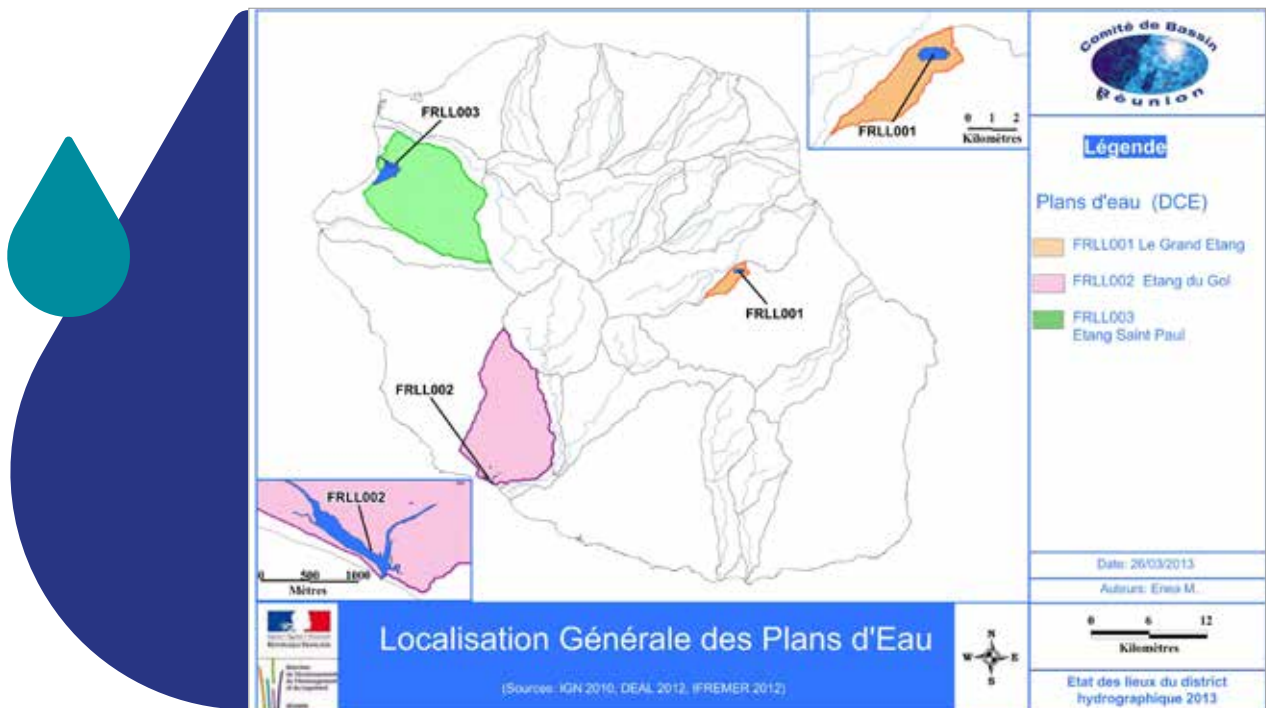 FRLL003
FRLL001
FRLL002
FRLL001
0 1 2
Kilomètres
FRLL002
0 500 1000
Mètres
Comité de Bassin
Réunion
Légende
Plans d'eau (DCE)
FRLL001 Le Grand Etang
FRLL002 Etang du Gol
FRLL003
Etang Saint Paul
Date: 26/03/2013
Auteurs: Enea M.
RÉPUBLIQUE FRANÇAISE
Localisation Générale des Plans d'Eau
(Sources: IGN 2010, DEAL 2012, IFREMER 2012)
N
W E
S
0 6 12
Kilomètres
Etat des lieux du district
hydrographique 2013